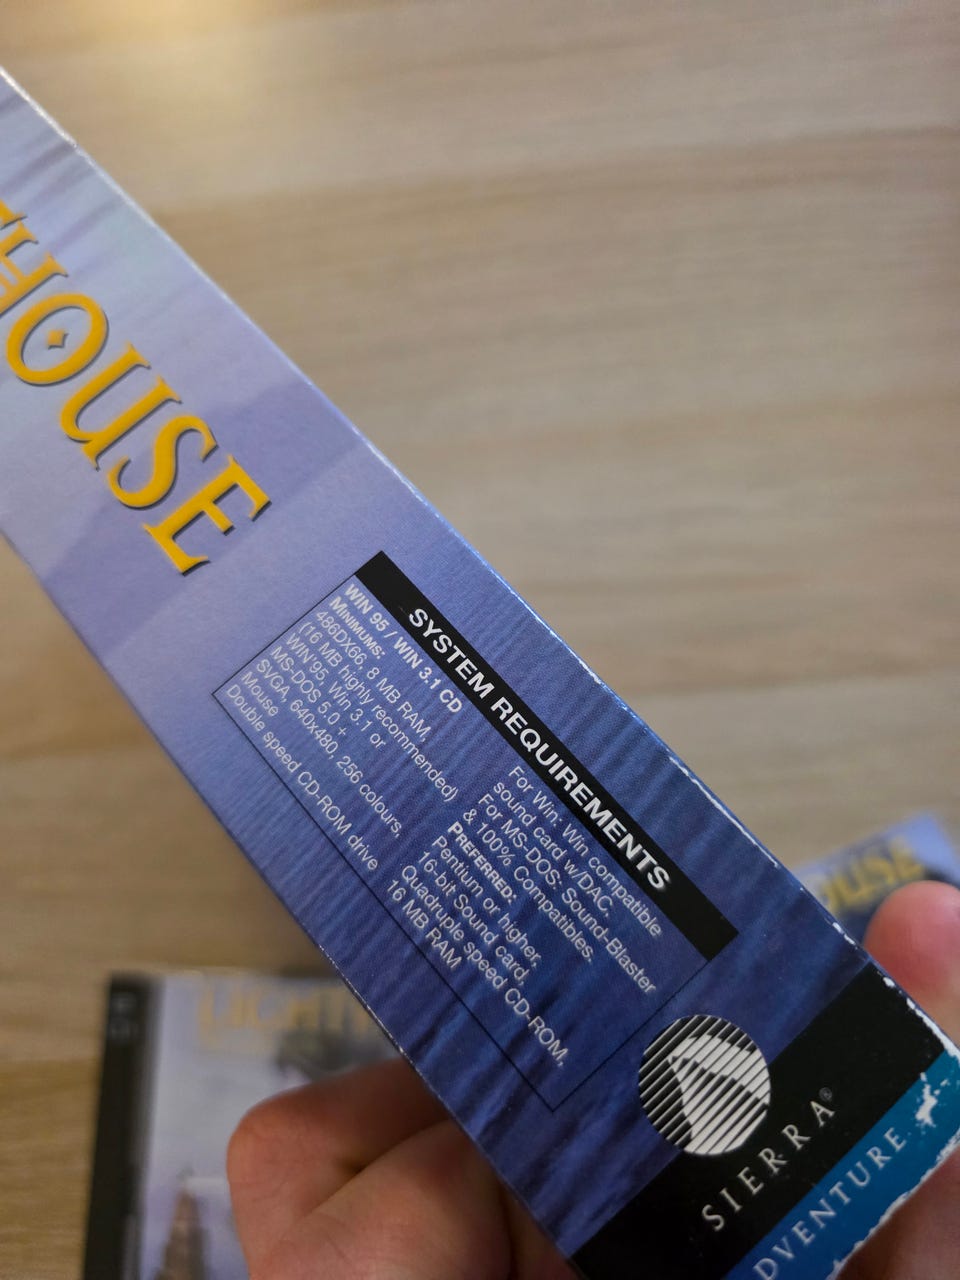 HOUSE
SYSTEM REQUIREMENTS
WIN 95 / WIN 3.1 CD
MINIMUMS:
486DX66, 8 MB RAM,
(16 MB highly recommended)
WIN'95, Win 3.1 or
MS-DOS 5.0 +
SVGA 640x480, 256 colours,
Mouse
Double speed CD-ROM drive
For Win: Win compatible
sound card w/DAC.
For MS-DOS: Sound-Blaster
& 100% Compatibles.
PREFERRED:
Pentium or higher,
16-bit Sound card,
Quadruple speed CD-ROM,
16 MB RAM
SIERRA®
DVENTURE
OUSE
LIGHT